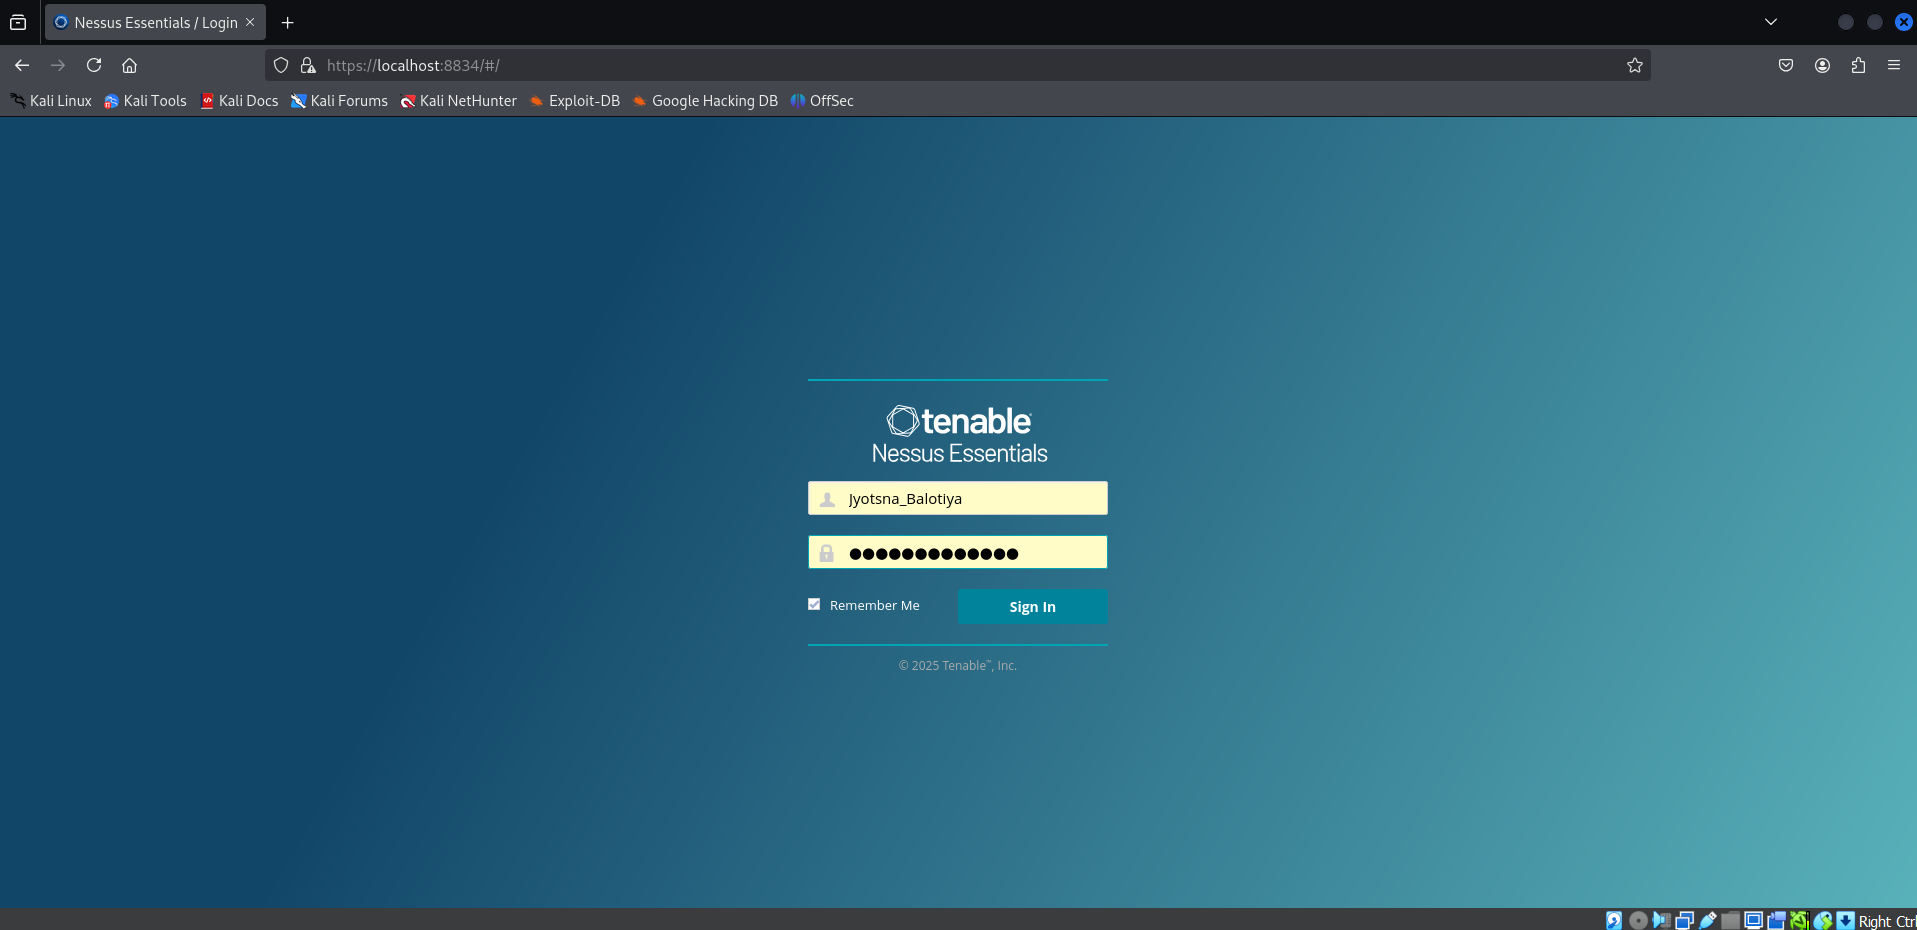 Nessus Essentials / Login
https://localhost:8834/#/
Kali Linux Kali Tools Kali Docs Kali Forums Kali NetHunter Exploit-DB Google Hacking DB OffSec
tenable
Nessus Essentials
Jyotsna_Balotiya
Remember Me Sign In
© 2025 Tenable™, Inc.
Right Ctrl